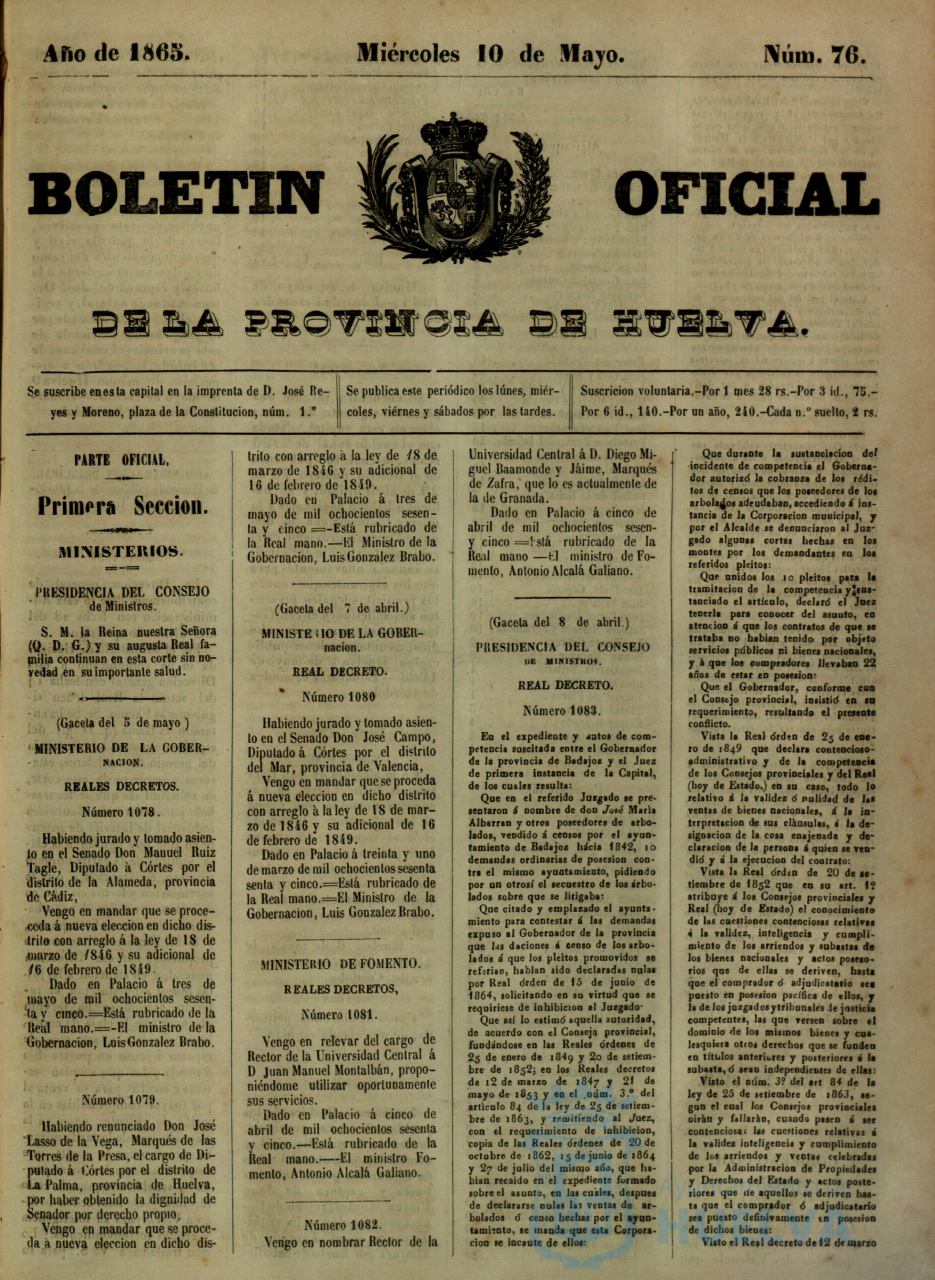 Año de 1865.
Miércoles 10 de Mayo.
Núm. 76.
BOLETIN OFICIAL
DE LA PROVINCIA DE HUELVA.
Se suscribe en esta capital en la imprenta de D. José Re-
yes y Moreno, plaza de la Constitucion, núm. 1.°
Se publica este periódico los lúnes, miér-
coles, viérnes y sábados por las tardes.
Suscricion voluntaria.-Por 1 mes 28 rs.-Por 3 id., 75.-
Por 6 id., 140.-Por un año, 240.-Cada n.° suelto, 2 rs.
PARTE OFICIAL,
Primera Seccion.
MINISTERIOS.
PRESIDENCIA DEL CONSEJO
de Ministros.
S. M. la Reina nuestra Señora
(Q. D. G.) y su augusta Real fa-
milia continuan en esta corte sin no-
vedad en su importante salud.
(Gaceta del 5 de mayo )
MINISTERIO DE LA GOBER-
NACION.
REALES DECRETOS.
Número 1078.
Habiendo jurado y tomado asien-
to en el Senado Don Manuel Ruiz
Tagle, Diputado à Córtes por el
distrito de la Alameda, provincia
de Cádiz,
Vengo en mandar que se proce-
ceda á nueva eleccion en dicho dis-
trito con arreglo á la ley de 18 de
marzo de 1846 y su adicional de
16 de febrero de 1849.
Dado en Palacio á tres de
mayo de mil ochocientos sesen-
ta y cinco.=Está rubricado de la
Real mano.=-El ministro de la
Gobernacion, Luis Gonzalez Brabo.
Número 1079.
Habiendo renunciado Don José
Lasso de la Vega, Marqués de las
Torres de la Presa, el cargo de Di-
putado á Córtes por el distrito de
La Palma, provincia de Huelva,
por haber obtenido la dignidad de
Senador por derecho propio,
Vengo en mandar que se proce-
da à nueva eleccion en dicho dis-
trito con arreglo à la ley de 18 de
marzo de 1846 y su adicional de
16 de febrero de 1849.
Dado en Palacio á tres de
mayo de mil ochocientos sesen-
ta y cinco =-Está rubricado de
la Real mano.—El Ministro de la
Gobernacion, Luis Gonzalez Brabo.
(Gaceta del 7 de abril.)
MINISTERIO DE LA GOBER-
nacion.
REAL DECRETO.
Número 1080
Habiendo jurado y tomado asien-
to en el Senado Don José Campo,
Diputado á Córtes por el distrito
del Mar, provincia de Valencia,
Vengo en mandar que se proceda
á nueva eleccion en dicho distrito
con arreglo á la ley de 18 de mar-
zo de 1846 y su adicional de 16
de febrero de 1849.
Dado en Palacio á treinta y uno
de marzo de mil ochocientos sesenta
senta y cinco.=Está rubricado de
la Real mano.=El Ministro de la
Gobernacion, Luis Gonzalez Brabo.
MINISTERIO DE FOMENTO.
REALES DECRETOS,
Número 1081.
Vengo en relevar del cargo de
Rector de la Universidad Central á
D Juan Manuel Montalbán, propo-
niéndome utilizar oportunamente
sus servicios.
Dado en Palacio á cinco de
abril de mil ochocientos sesenta
y cinco.—Està rubricado de la
Real mano.—-El ministro Fo-
mento, Antonio Alcalá Galiano.
Número 1082.
Vengo en nombrar Rector de la
Universidad Central á D. Diego Mi-
guel Baamonde y Jáime, Marqués
de Zafra, que lo es actualmente de
la de Granada.
Dado en Palacio á cinco de
abril de mil ochocientos sesen-
y cinco =Está rubricado de la
Real mano —El ministro de Fo-
mento, Antonio Alcalá Galiano.
(Gaceta del 8 de abril.)
PRESIDENCIA DEL CONSEJO
DE MINISTROS.
REAL DECRETO.
Número 1083.
En el expediente y autos de com-
petencia suscitada entre el Gobernador
de la provincia de Badajoz y el Juez
de primera instancia de la Capital,
de los cuales resulta:
Que en el referido Juzgado se pre-
sentaron á nombre de don José Maria
Albarran y otros poseedores de arbo-
lados, vendido á censos por el ayun-
tamiento de Badajoz hácia 1842, 10
demandas ordinarias de posesion con-
tra el mismo ayuntamiento, pidiendo
por un otrosí el secuestro de los árbo-
lados sobre que se litigaba:
Que citado y emplazado el ayunta-
miento para contestar á las demandas
expuso al Gobernador de la provincia
que las daciones á censo de los arbo-
lados á que los pleitos promovidos se
referian, habian sido declaradas nulas
por Real órden de 15 de junio de
1864, solicitando en su virtud que se
requiriese de inhibicion al Juzgado·
Que así lo estimó aquella autoridad,
de acuerdo con el Conseja provincial,
fundándose en las Reales órdenes de
25 de enero de 1849 y 20 de setiem-
bre de 1852; en los Reales decretos
de 12 de marzo de 1847 y 21 de
mayo de 1853 y en el núm. 3.° del
articulo 84 de la ley de 25 de setiem-
bre de 1863, y remitiendo al Juez,
con el requerimiento de inhibicion,
copia de las Reales órdenes de 20 de
octubre de 1862, 15 de junio de 1864
y 27 de julio del mismo año, que ha-
bian recaido en el expediente formado
sobre el asunto, en las cuales, despues
de declararse nulas las ventas de ar-
bolados ó censo hechas por el ayun-
tamiento, se manda que esta Corpora-
cion se incaute de ellos:
Que durante la sustanciacion del
incidente de competencia el Goberna-
dor autorizó la cobranza de los rédi-
tos de censos que los poseedores de los
arbolados adeudaban, accediendo á ins-
tancia de la Corporacion municipal, y
por el Alcalde se denunciaron al Juz-
gado algunas cortas hechas en los
montes por los demandantes en los
referidos pleitos:
Que unidos los 10 pleitos para la
tramitacion de la competencia y sus-
tanciado el artículo, declaró el Juez
tenerla para conocer del asunto, en
atencion á que los contratos de que se
trataba no habian tenido por objeto
servicios públicos ni bienes nacionales,
y à que los compradores llevaban 22
años de estar en posesion:
Que el Gobernador, conforme con
el Consejo provincial, insistió en su
requerimiento, resultando el presente
conflicto.
Vista la Real órden de 25 de ene-
ro de 1849 que declara contencioso-
administrativo y de la competencia
de los Consejos provinciales y del Real
(hoy de Estado,) en su caso, todo lo
relativo á la validez ó nulidad de las
ventas de bienes nacionales, á la in-
terpretacion de sus cláusulas, á la de-
signacion de la cosa enajenada y de-
claracion de la persona á quien se ven-
dió y á la ejecucion del contrato:
Vista la Real órden de 20 de se-
tiembre de 1852 que en su art. 1º
atribuye á los Consejos provinciales y
Real (hoy de Estado) el conocimiento
de las cuestiones contenciosas relativas
á la validez, inteligencia y cumpli-
miento de los arriendos y subastas de
los bienes nacionales y actos poseso-
rios que de ellas se deriven, hasta
que el comprador ó adjudicatario sea
puesto en posesion pacífica de ellos, y
la de los juzgados y tribunales de justicia
competentes, las que versen sobre el
dominio de los mismos bienes y cua-
lesquiera otros derechos que se funden
en títulos anteriores y posteriores á la
subasta, ó sean independientes de ellas:
Visto el núm. 3º del art 84 de la
ley de 25 de setiembre de 1863, se-
gun el cual los Consejos provinciales
oirán y fallarán, cuando pasen á ser
contenciosas las cuestiones relativas á
la validez inteligencia y cumplimiento
de los arriendos y ventas celebradas
por la Administracion de Propiedades
y Derechos del Estado y actos poste-
riores que de aquellos se deriven has-
ta que el comprador ó adjudicatario
sea puesto definivamente en posesion
de dichos bienes:
Visto el Real decreto de 12 de marzo